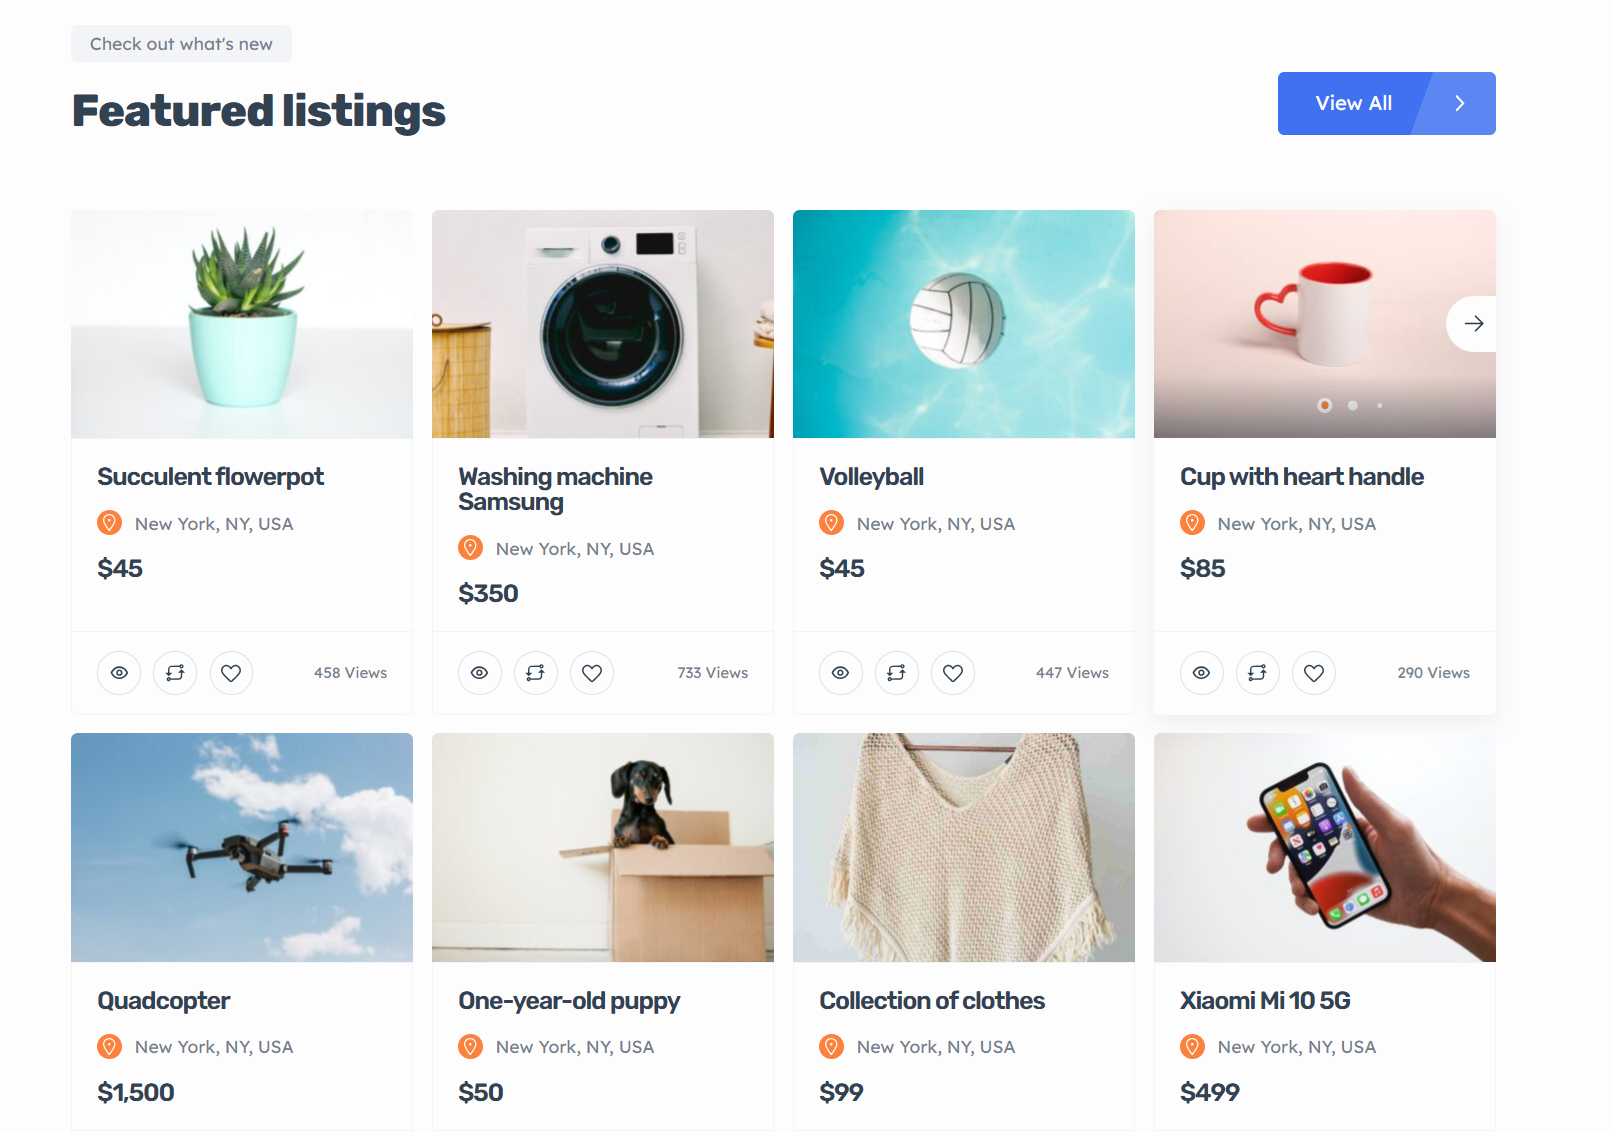 Check out what's new
Featured listings
View All
Succulent flowerpot
New York, NY, USA
$45
458 Views
Washing machine
Samsung
New York, NY, USA
$350
733 Views
Volleyball
New York, NY, USA
$45
447 Views
Cup with heart handle
New York, NY, USA
$85
290 Views
Quadcopter
New York, NY, USA
$1,500
One-year-old puppy
New York, NY, USA
$50
Collection of clothes
New York, NY, USA
$99
Xiaomi Mi 10 5G
New York, NY, USA
$499